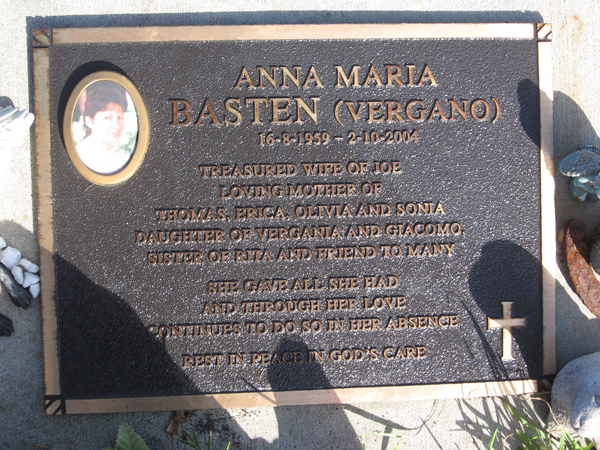 ANNA MARIA
BASTEN (VERGANO)
16-8-1959 - 2-10-2004
TREASURED WIFE OF JOE
LOVING MOTHER OF
THOMAS, ERICA, OLIVIA AND SONIA
DAUGHTER OF VERGANIA AND GIACOMO,
SISTER OF RITA AND FRIEND TO MANY
SHE GAVE ALL SHE HAD
AND THROUGH HER LOVE
CONTINUES TO DO SO IN HER ABSENCE
REST IN PEACE IN GOD'S CARE